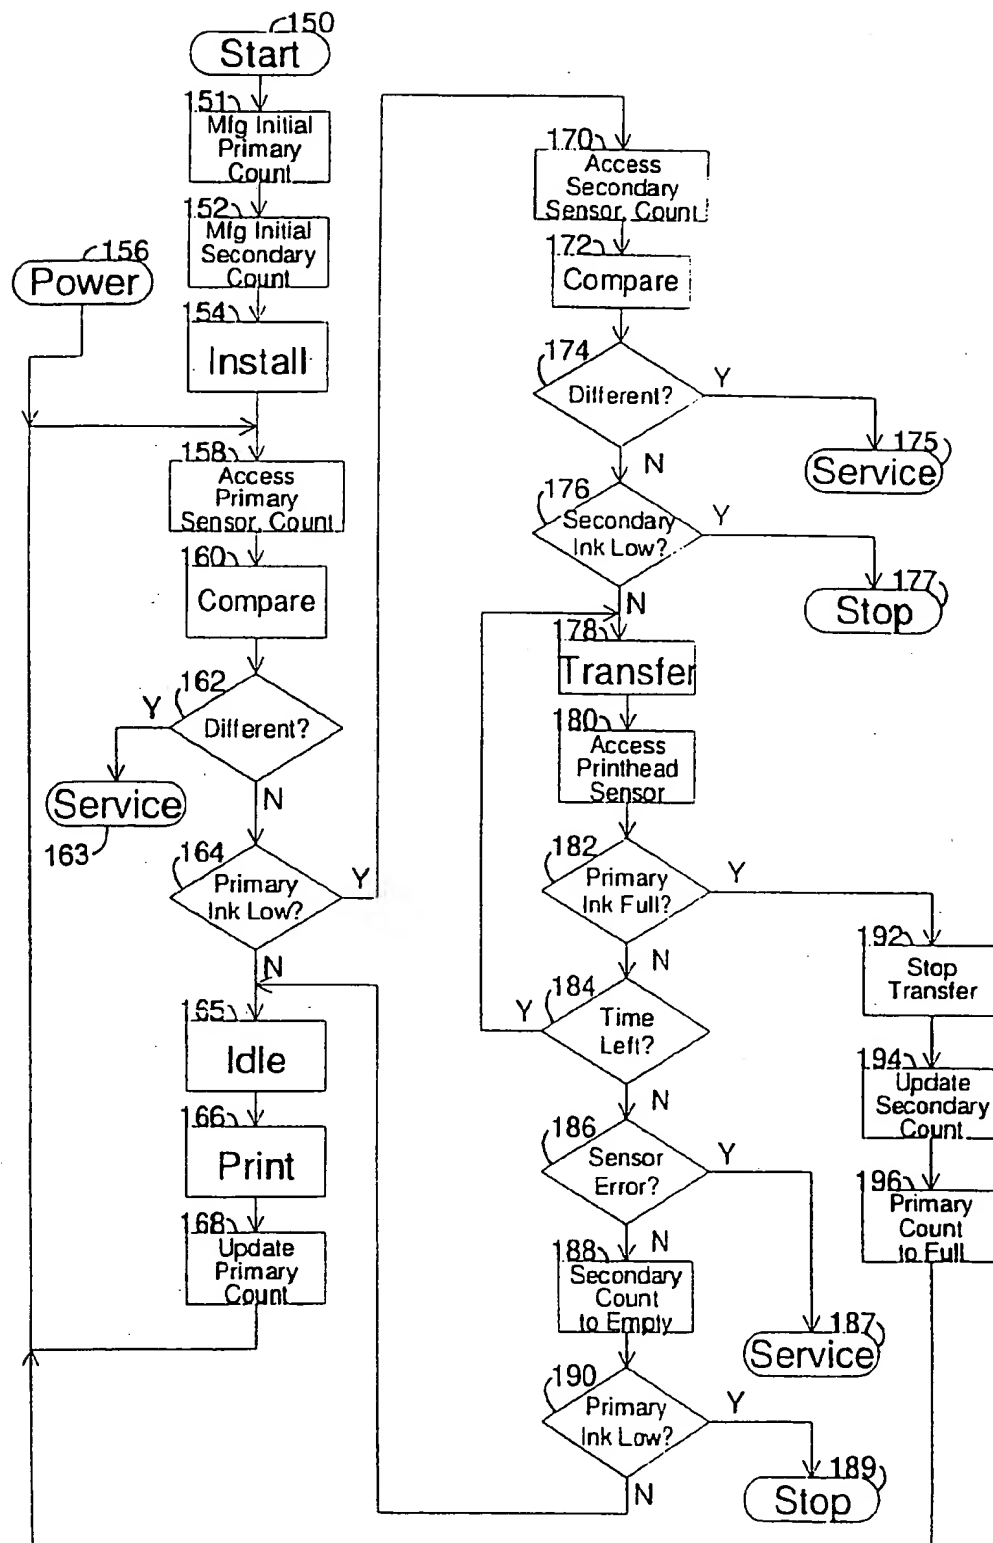 150
Start
151
Mfg Initial
Primary
Count
152
Mfg Initial
Secondary
Count
156
Power
154
Install
158
Access
Primary
Sensor, Count
160
Compare
162
Different?
Y
N
Service
163
164
Primary
Ink Low?
Y
N
165
Idle
166
Print
168
Update
Primary
Count
170
Access
Secondary
Sensor, Count
172
Compare
174
Different?
Y
N
175
Service
176
Secondary
Ink Low?
Y
N
177
Stop
178
Transfer
180
Access
Printhead
Sensor
182
Primary
Ink Full?
Y
N
184
Time
Left?
Y
N
186
Sensor
Error?
Y
N
187
Service
188
Secondary
Count
to Empty
190
Primary
Ink Low?
Y
N
189
Stop
192
Stop
Transfer
194
Update
Secondary
Count
196
Primary
Count
to Full